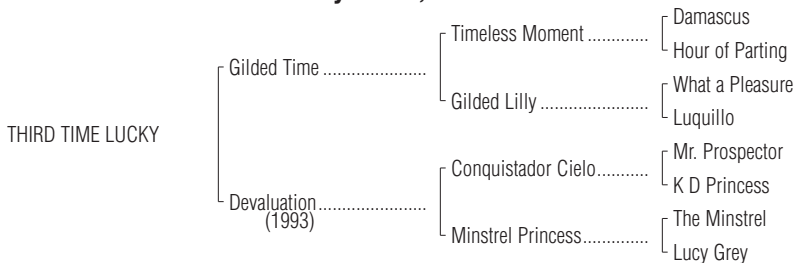 Damascus
Timeless Moment .............
Hour of Parting
Gilded Time ......................
What a Pleasure
Gilded Lilly .......................
Luquillo
THIRD TIME LUCKY
Mr. Prospector
Conquistador Cielo...........
K D Princess
Devaluation.......................
(1993)
The Minstrel
Minstrel Princess..............
Lucy Grey